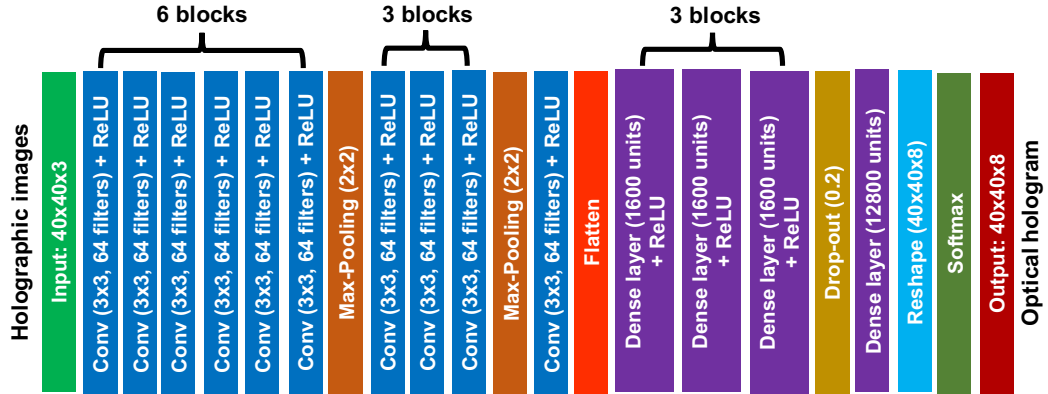 6 blocks
3 blocks
3 blocks
Holographic images
Input: 40x40x3
Conv (3x3, 64 filters) + ReLU
Conv (3x3, 64 filters) + ReLU
Conv (3x3, 64 filters) + ReLU
Conv (3x3, 64 filters) + ReLU
Conv (3x3, 64 filters) + ReLU
Conv (3x3, 64 filters) + ReLU
Max-Pooling (2x2)
Conv (3x3, 64 filters) + ReLU
Conv (3x3, 64 filters) + ReLU
Conv (3x3, 64 filters) + ReLU
Max-Pooling (2x2)
Conv (3x3, 64 filters) + ReLU
Flatten
Dense layer (1600 units)
+ ReLU
Dense layer (1600 units)
+ ReLU
Dense layer (1600 units)
+ ReLU
Drop-out (0.2)
Dense layer (12800 units)
Reshape (40x40x8)
Softmax
Output: 40x40x8
Optical hologram